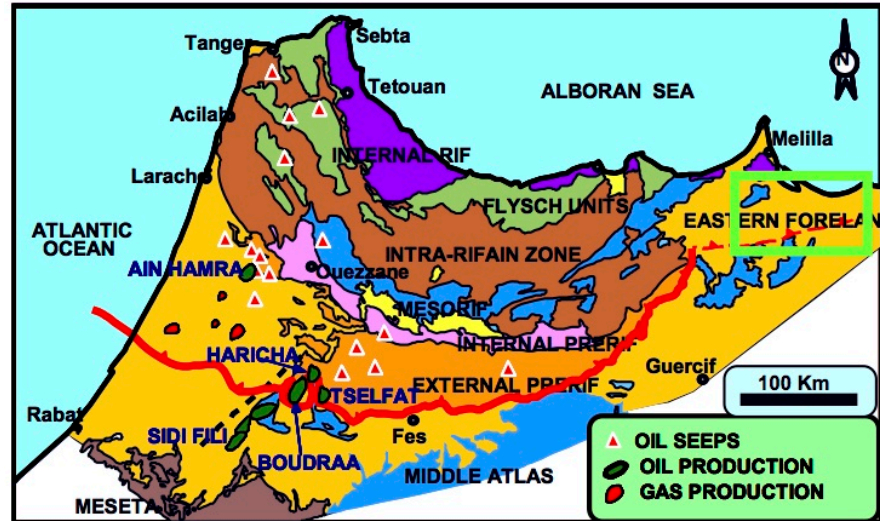 Sebta
Tanger
Tetouan
ALBORAN SEA
N
Acilah
Melilla
INTERNAL RIF
Larache
FLYSCH UNITS
EASTERN FORELAN
ATLANTIC
OCEAN
INTRA-RIFAIN ZONE
AIN HAMRA
Ouezzane
MESORIF
INTERNAL PRERIF
HARICHA
Guercif
EXTERNAL PRERIF
TSELFAT
100 Km
Rabat
SIDI FILI
Fes
BOUDRAA
MIDDLE ATLAS
MESETA
OIL SEEPS
OIL PRODUCTION
GAS PRODUCTION